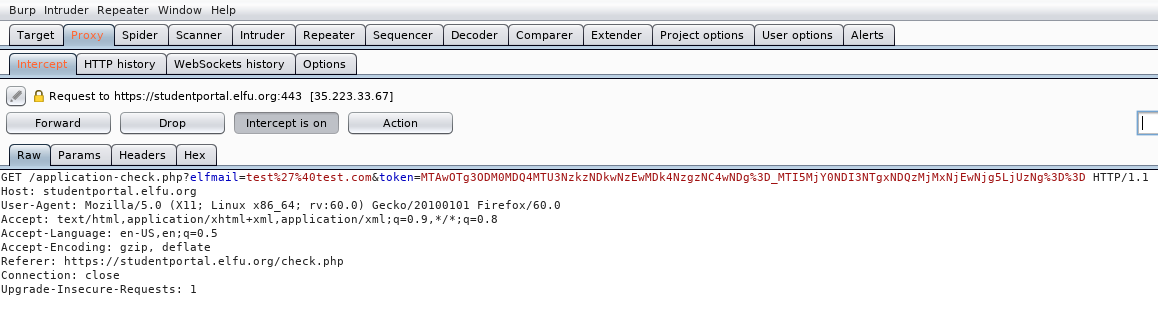 Burp Intruder Repeater Window Help
Target Proxy Spider Scanner Intruder Repeater Sequencer Decoder Comparer Extender Project options User options Alerts
Intercept HTTP history WebSockets history Options
Request to https://studentportal.elfu.org:443 [35.223.33.67]
Forward Drop Intercept is on Action
Raw Params Headers Hex
GET /application-check.php?elfmail=test%27%40test.com&token=MTAwOTg3ODM0MDQ4MTU3NzkzNDkwNzEwMDk4NzgzNC4wNDg%3D_MTI5MjY0NDI3NTgxNDQzMjMxNjEwNjg5LjUzNg%3D%3D HTTP/1.1
Host: studentportal.elfu.org
User-Agent: Mozilla/5.0 (X11; Linux x86_64; rv:60.0) Gecko/20100101 Firefox/60.0
Accept: text/html,application/xhtml+xml,application/xml;q=0.9,*/*;q=0.8
Accept-Language: en-US,en;q=0.5
Accept-Encoding: gzip, deflate
Referer: https://studentportal.elfu.org/check.php
Connection: close
Upgrade-Insecure-Requests: 1